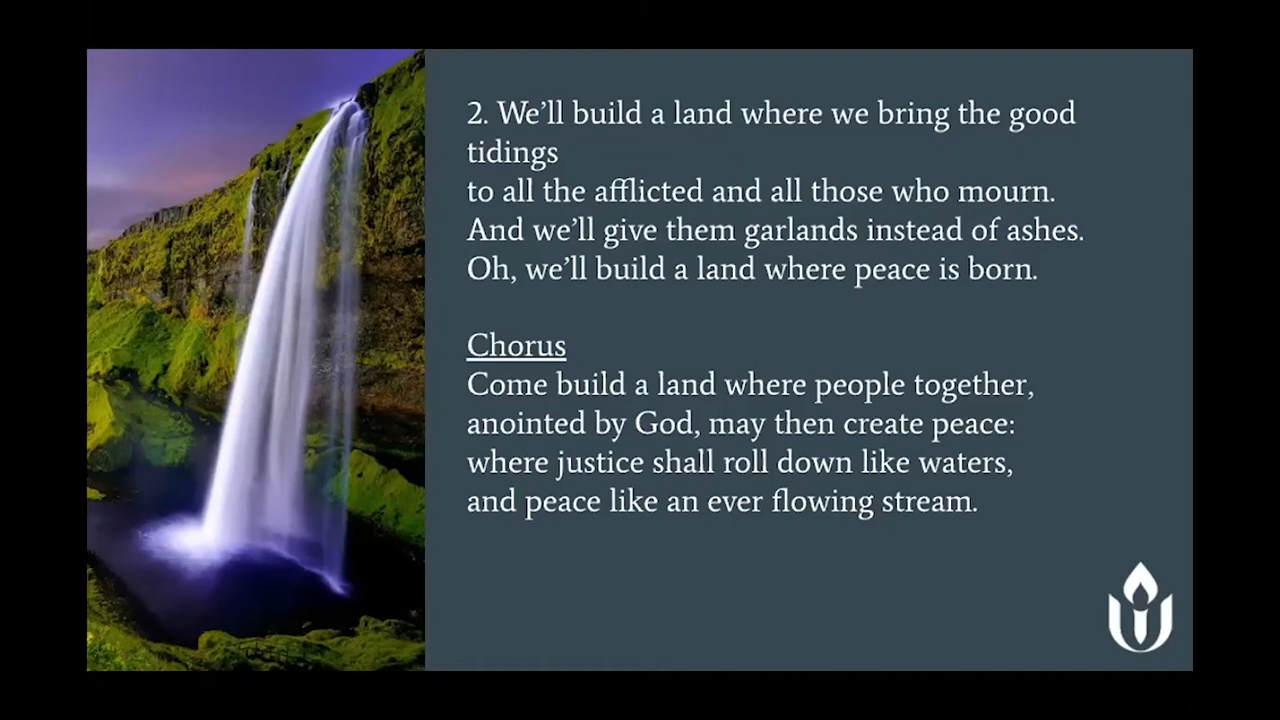 2. We’ll build a land where we bring the good
tidings
to all the afflicted and all those who mourn.
And we’ll give them garlands instead of ashes.
Oh, we’ll build a land where peace is born.
Chorus
Come build a land where people together,
anointed by God, may then create peace:
where justice shall roll down like waters,
and peace like an ever flowing stream.